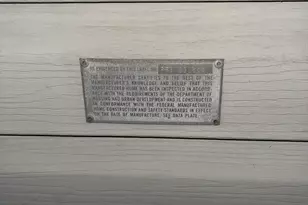 AS EVIDENCED BY THIS LABEL NO.
THE MANUFACTURER CERTIFIES TO THE BEST OF THE
MANUFACTURER'S KNOWLEDGE AND BELIEF THAT THIS
MANUFACTURED HOME HAS BEEN INSPECTED IN ACCORD-
ANCE WITH THE REQUIREMENTS OF THE DEPARTMENT OF
HOUSING AND URBAN DEVELOPMENT AND IS CONSTRUCTED
IN CONFORMANCE WITH THE FEDERAL MANUFACTURED
HOME CONSTRUCTION AND SAFETY STANDARDS IN EFFECT
ON THE DATE OF MANUFACTURE. SEE DATA PLATE.